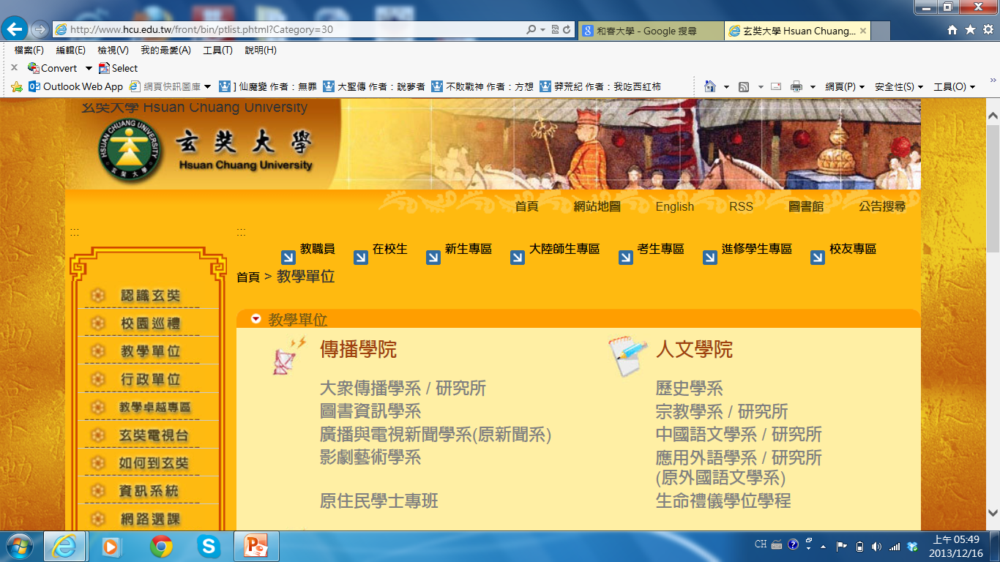 http://www.hcu.edu.tw/front/bin/ptlist.phtml?Category=30
和春大學 - Google 搜尋
玄奘大學 Hsuan Chuang...
檔案(F) 編輯(E) 檢視(V) 我的最愛(A) 工具(T) 說明(H)
Convert Select
Outlook Web App 網頁快訊圖庫 ] 仙魔變 作者：無罪 大聖傳 作者：說夢者 不敗戰神 作者：方想 莽荒紀 作者：我吃西紅柿
網頁(P) 安全性(S) 工具(O)
玄奘大學 Hsuan Chuang University
HSUAN CHUANG UNIVERSITY
玄奘大學
玄奘大學
Hsuan Chuang University
首頁 網站地圖 English RSS 圖書館 公告搜尋
:::
:::
教職員 在校生 新生專區 大陸師生專區 考生專區 進修學生專區 校友專區
首頁 > 教學單位
認識玄奘
校園巡禮
教學單位
行政單位
教學卓越專區
玄奘電視台
如何到玄奘
資訊系統
網路選課
教學單位
傳播學院
大衆傳播學系 / 研究所
圖書資訊學系
廣播與電視新聞學系(原新聞系)
影劇藝術學系
原住民學士專班
人文學院
歷史學系
宗教學系 / 研究所
中國語文學系 / 研究所
應用外語學系 / 研究所
(原外國語文學系)
生命禮儀學位學程
CH
上午 05:49
2013/12/16